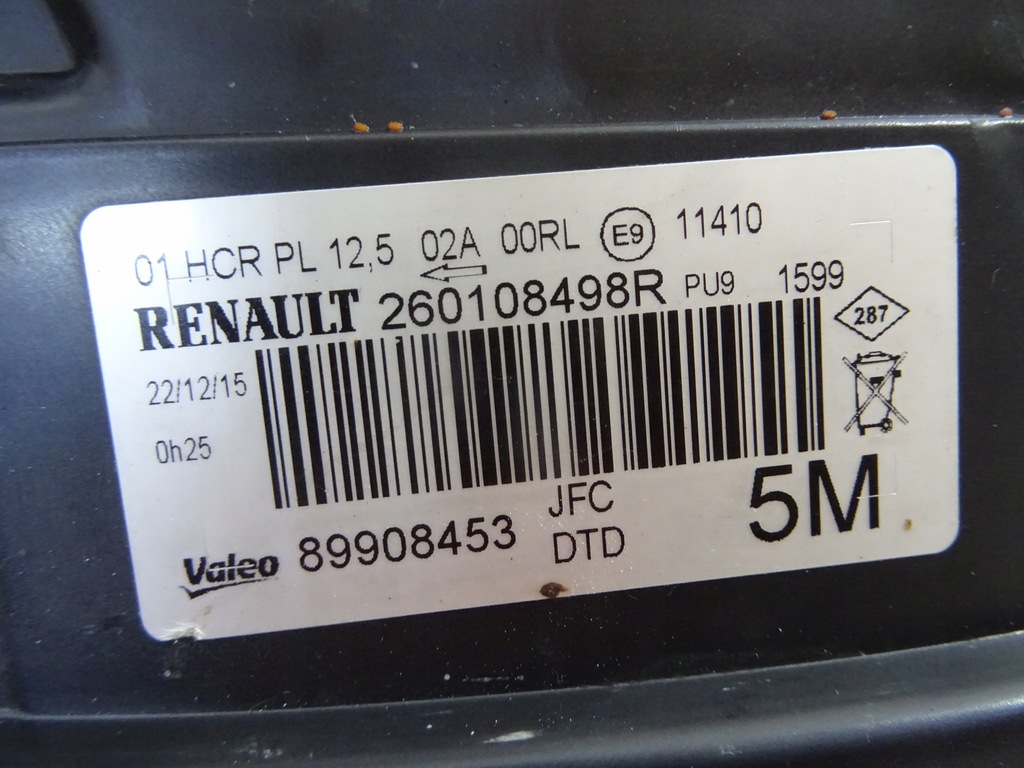 01 HCR PL 12,5 02A 00RL E9 11410
RENAULT 260108498R PU9 1599
287
22/12/15
0h25
JFC
5M
Valeo 89908453
DTD